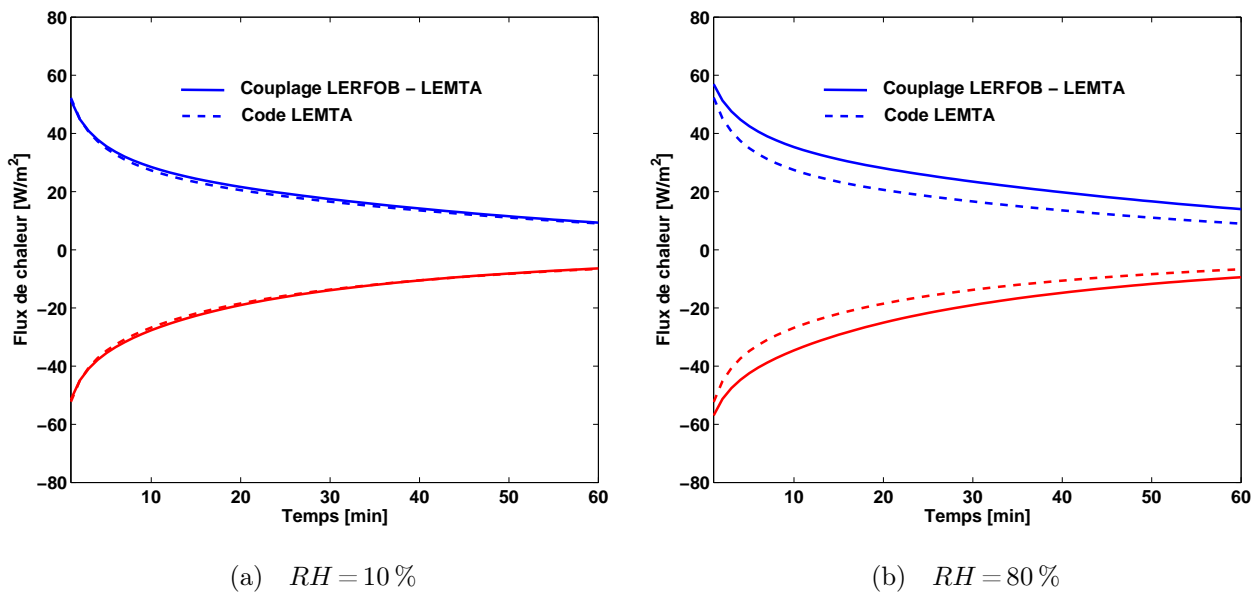 80
60
40
20
0
−20
−40
−60
−80
10 20 30 40 50 60
Temps [min]
Flux de chaleur [W/m²]
Couplage LERFOB − LEMTA
Code LEMTA
(a) RH = 10 %
80
60
40
20
0
−20
−40
−60
−80
10 20 30 40 50 60
Temps [min]
Flux de chaleur [W/m²]
Couplage LERFOB − LEMTA
Code LEMTA
(b) RH = 80 %